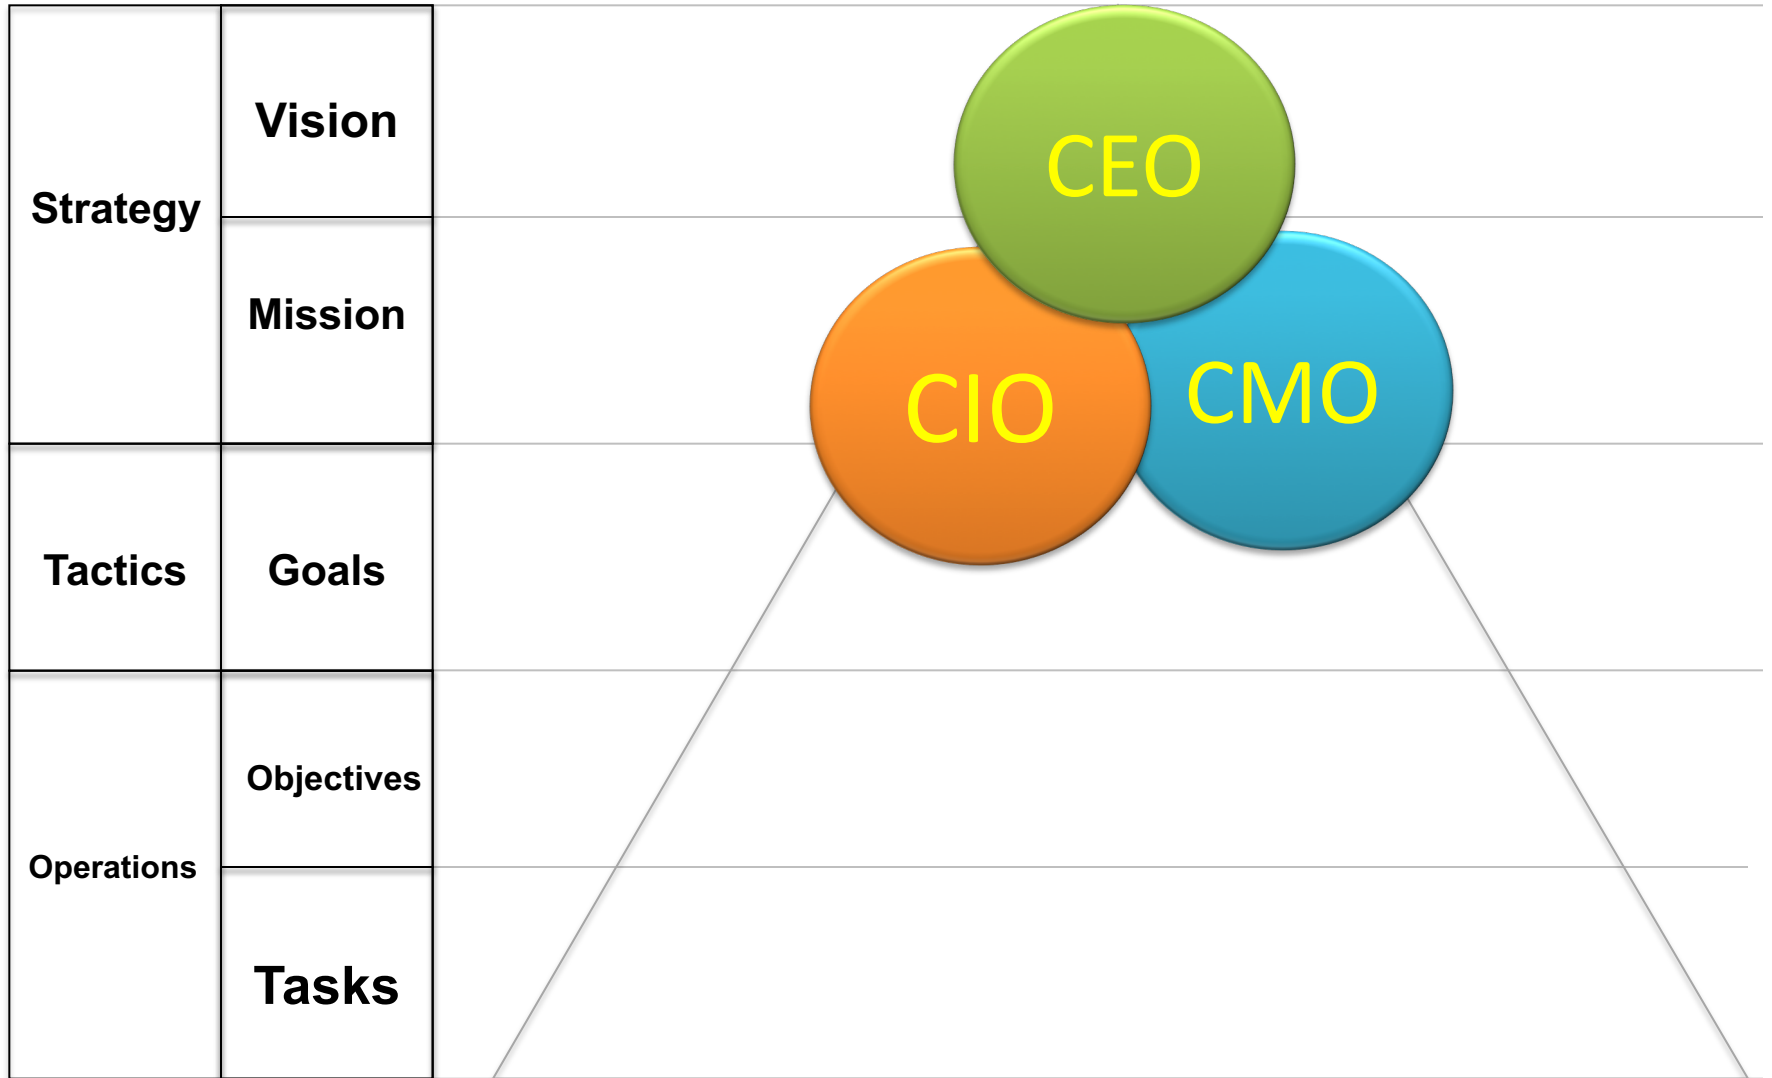 Vision
CEO
Strategy
Mission
CIO
CMO
Tactics
Goals
Objectives
Operations
Tasks